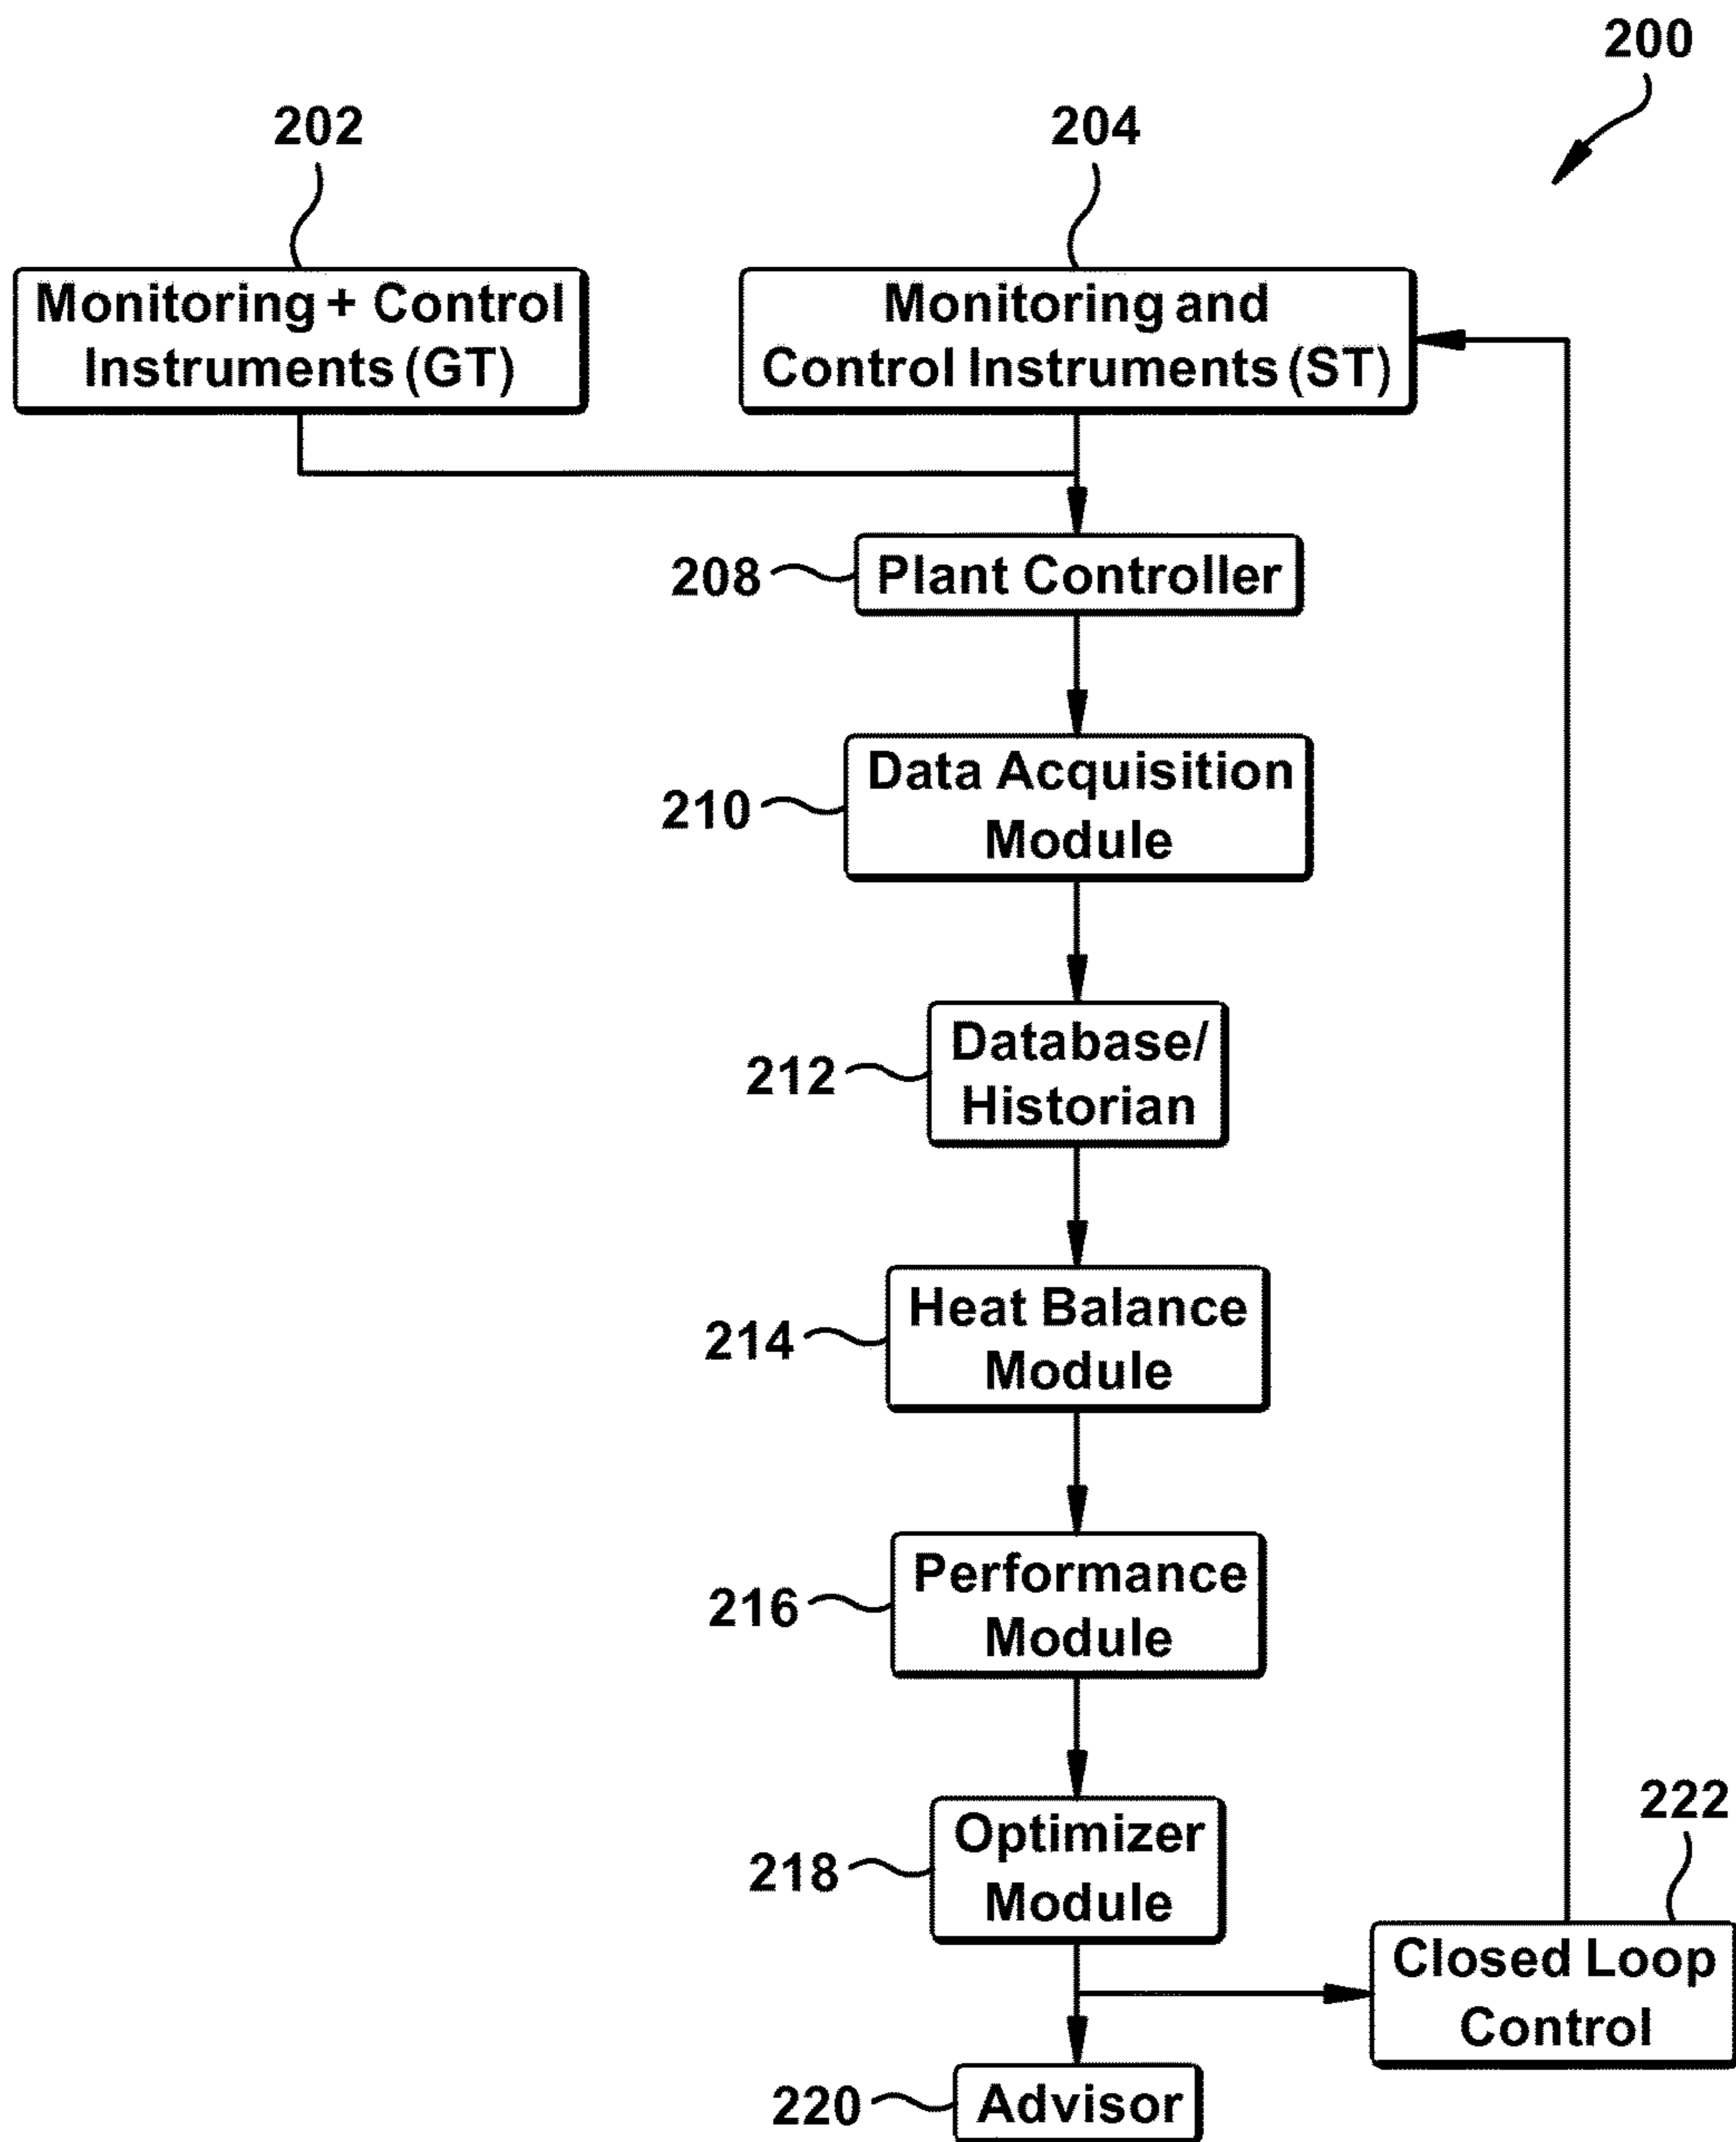 200
202
204
Monitoring + Control
Instruments (GT)
Monitoring and
Control Instruments (ST)
208
Plant Controller
210
Data Acquisition
Module
212
Database/
Historian
214
Heat Balance
Module
216
Performance
Module
218
Optimizer
Module
222
Closed Loop
Control
220
Advisor